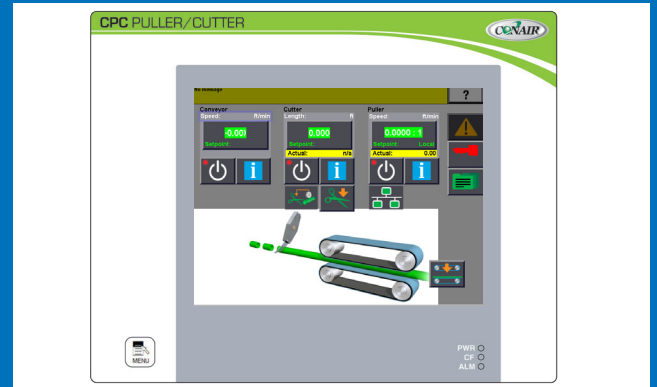 CPC PULLER/CUTTER
CONAIR
No message
?
Conveyor
Speed: ft/min
-0.00
Setpoint:
Cutter
Length: ft
0.000
Setpoint:
Actual: n/a
Puller
Speed: ft/min
0.0000 : 1
Setpoint: Local
Actual: 0.00
i
i
i
MENU
PWR
CF
ALM